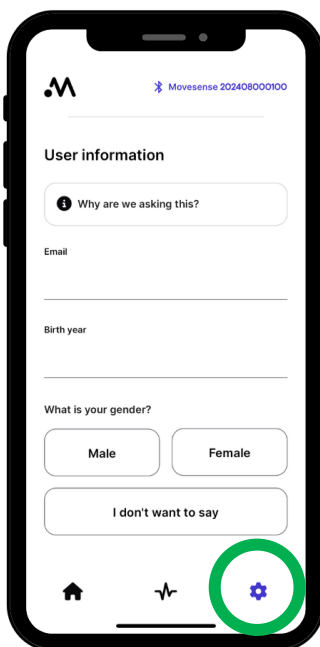 Movesense 202408000100
User information
Why are we asking this?
Email
Birth year
What is your gender?
Male Female
I don't want to say